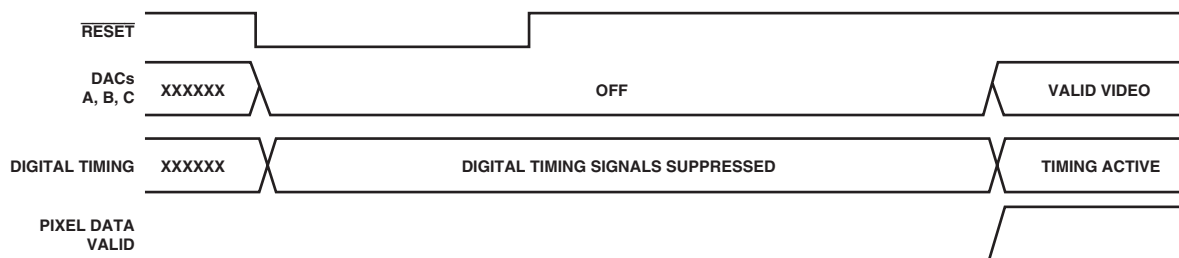 RESET
DACs
A, B, C
XXXXXX
OFF
VALID VIDEO
DIGITAL TIMING
XXXXXX
DIGITAL TIMING SIGNALS SUPPRESSED
TIMING ACTIVE
PIXEL DATA
VALID